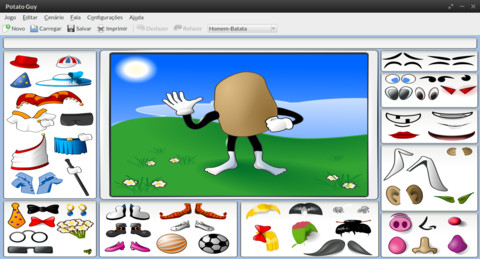 Potato Guy
Jogo Editar Cenário Fala Configurações Ajuda
Novo Carregar Salvar Imprimir Desfazer Refazer Homem-Batata